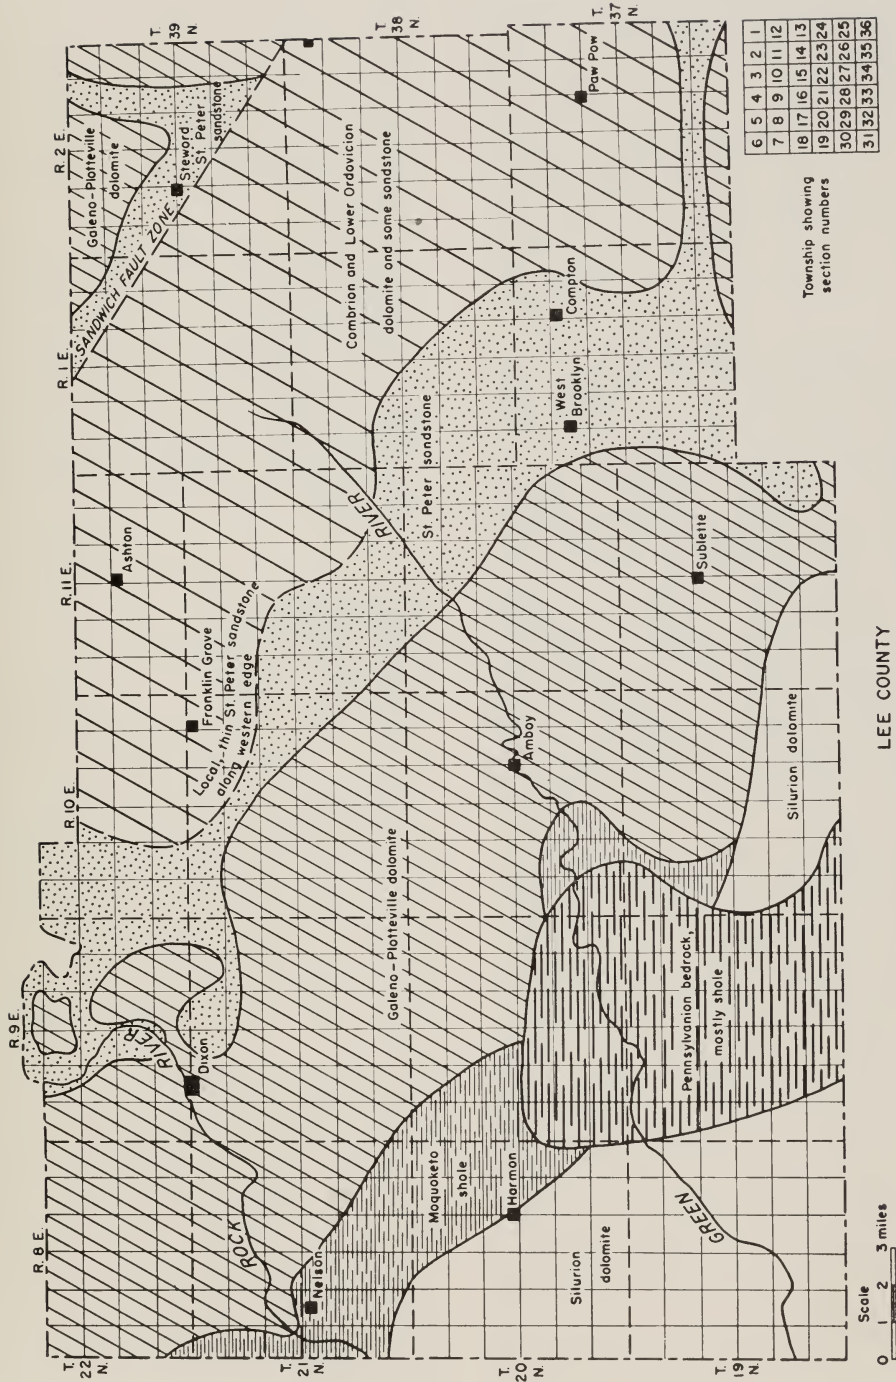 R. 8 E.
R. 9 E.
R. 10 E.
R. 11 E.
R. 1 E.
R. 2 E.
T.
22
N.
T.
39
N.
Galena-Platteville
dolomite
SANDWICH FAULT ZONE
Steward
St. Peter
sandstone
Ashton
Franklin Grove
Local, thin St. Peter sandstone
along western edge
RIVER
Dixon
ROCK
Nelson
T.
21
N.
T.
38
N.
Cambrian and Lower Ordovician
dolomite and some sandstone
RIVER
St. Peter sandstone
Galena-Platteville dolomite
Maquoketa
shale
Harmon
Amboy
West
Brooklyn
Compton
Paw Paw
T.
20
N.
T.
37
N.
Silurian
dolomite
Pennsylvanian bedrock,
mostly shale
Sublette
GREEN
Silurian dolomite
T.
19
N.
Township showing
section numbers
6 5 4 3 2 1
7 8 9 10 11 12
18 17 16 15 14 13
19 20 21 22 23 24
30 29 28 27 26 25
31 32 33 34 35 36
Scale
0 1 2 3 miles
LEE COUNTY